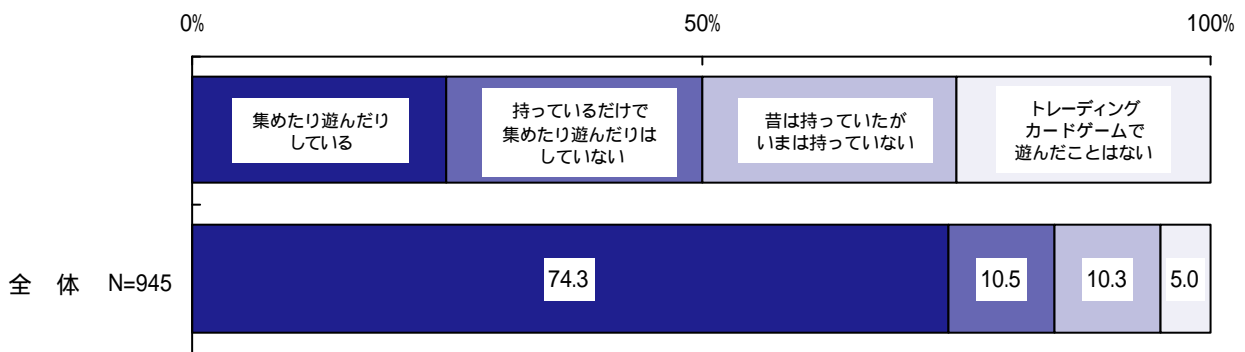 0%
50%
100%
集めたり遊んだり
している
持っているだけで
集めたり遊んだりは
していない
昔は持っていたが
いまは持っていない
トレーディング
カードゲームで
遊んだことはない
全 体 N=945
74.3
10.5
10.3
5.0